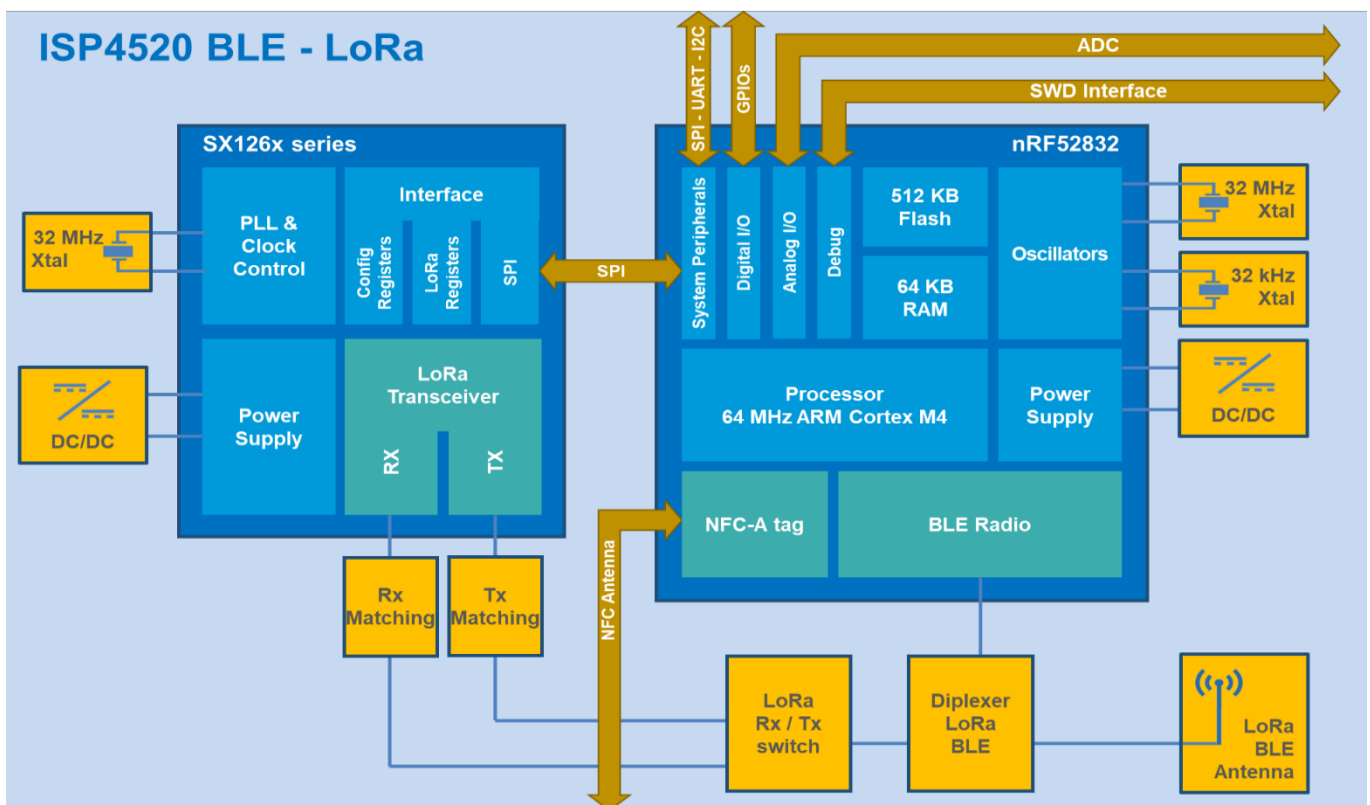 ISP4520 BLE - LoRa
SPI - UART - I2C
GPIOs
ADC
SWD Interface
SX126x series
PLL &
Clock
Control
Interface
Config
Registers
LoRa
Registers
SPI
32 MHz
Xtal
Power
Supply
DC/DC
LoRa
Transceiver
RX
TX
SPI
nRF52832
System Peripherals
Digital I/O
Analog I/O
Debug
512 KB
Flash
64 KB
RAM
Oscillators
32 MHz
Xtal
32 kHz
Xtal
Processor
64 MHz ARM Cortex M4
Power
Supply
DC/DC
NFC-A tag
BLE Radio
NFC Antenna
Rx
Matching
Tx
Matching
LoRa
Rx / Tx
switch
Diplexer
LoRa
BLE
LoRa
BLE
Antenna